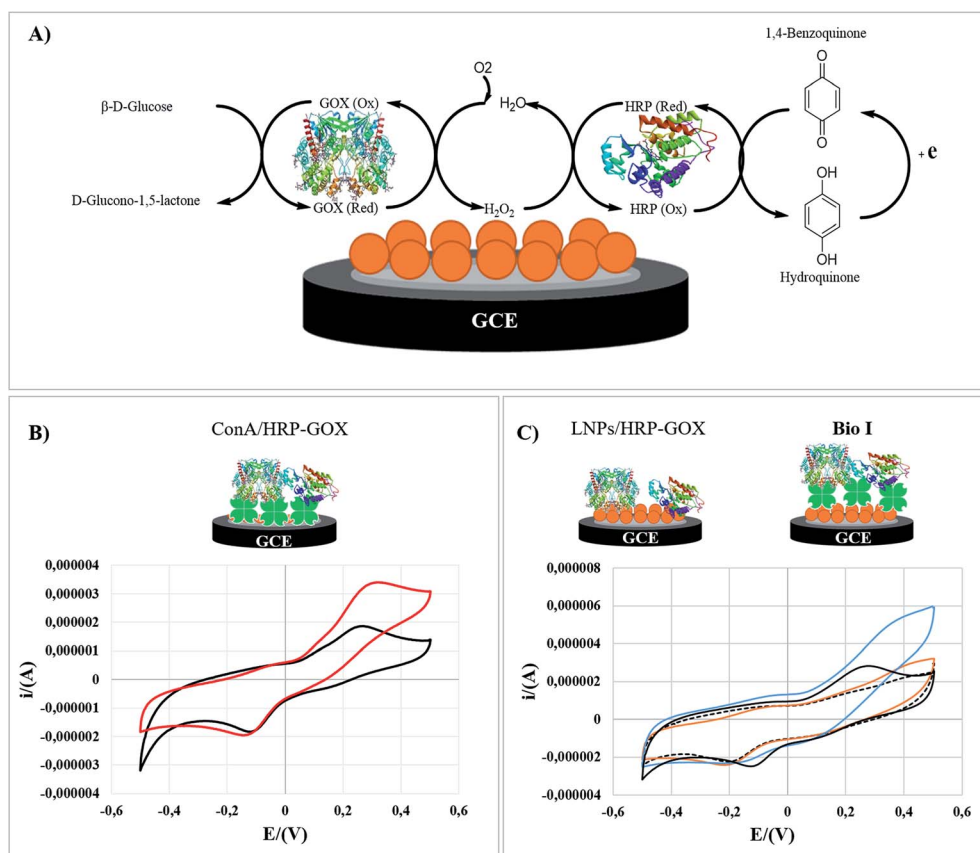 A)
1,4-Benzoquinone
O
O
O2
β-D-Glucose
GOX (Ox)
H2O
HRP (Red)
+ e
OH
D-Glucono-1,5-lactone
GOX (Red)
H2O2
HRP (Ox)
OH
Hydroquinone
GCE
B)
ConA/HRP-GOX
GCE
0,000004
0,000003
0,000002
0,000001
0
-0,000001
-0,000002
-0,000003
-0,000004
i/(A)
-0,6
-0,4
-0,2
0
0,2
0,4
0,6
E/(V)
C)
LNPs/HRP-GOX
Bio I
GCE
GCE
0,000008
0,000006
0,000004
0,000002
0
-0,000002
-0,000004
i/(A)
-0,6
-0,4
-0,2
0
0,2
0,4
0,6
E/(V)